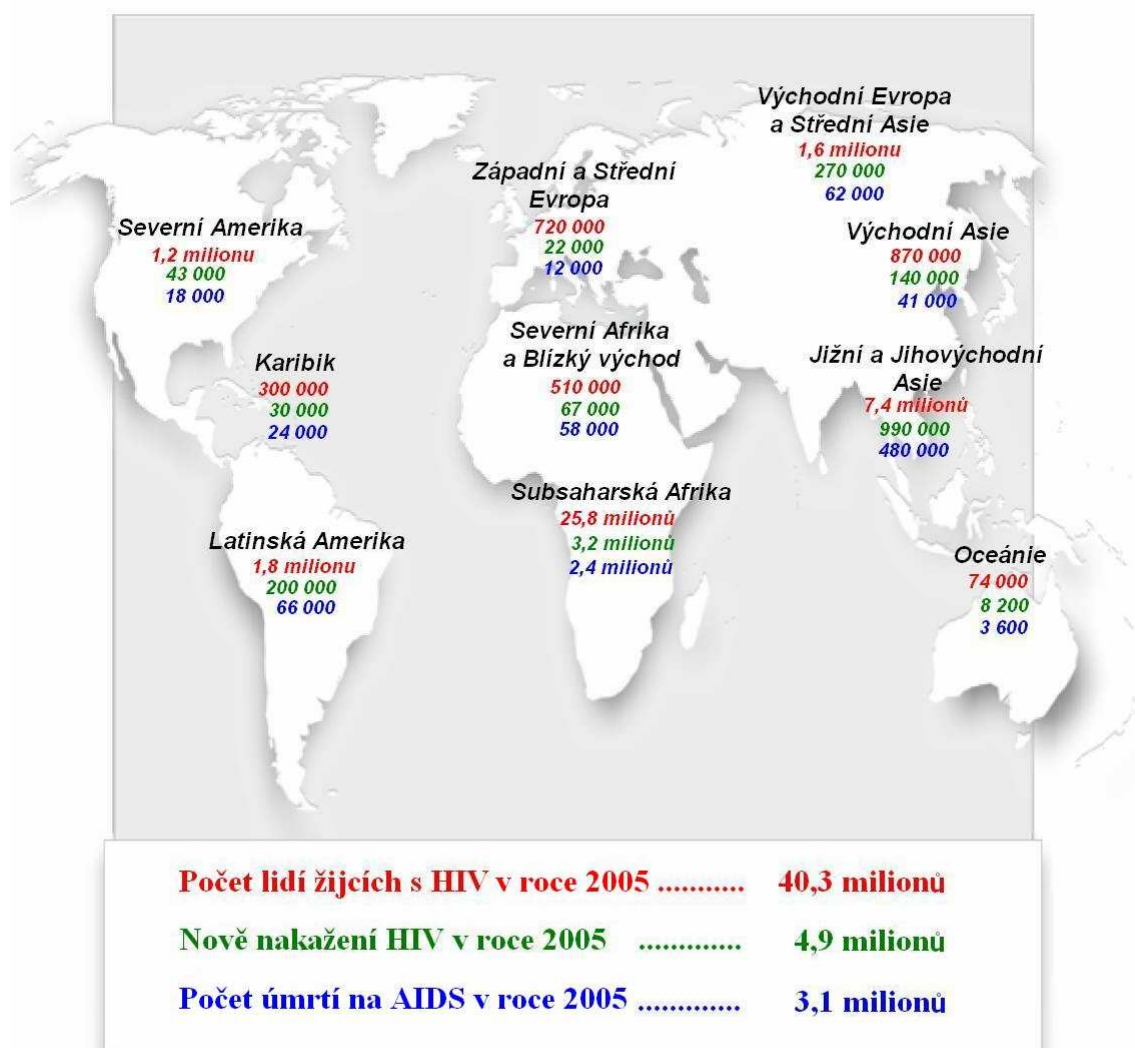 Východní Evropa
a Střední Asie
1,6 milionu
270 000
62 000
Západní a Střední
Evropa
720 000
22 000
12 000
Severní Amerika
1,2 milionu
43 000
18 000
Východní Asie
870 000
140 000
41 000
Severní Afrika
a Blízký východ
510 000
67 000
58 000
Karibik
300 000
30 000
24 000
Jižní a Jihovýchodní
Asie
7,4 milionů
990 000
480 000
Subsaharská Afrika
25,8 milionů
3,2 milionů
2,4 milionů
Latinská Amerika
1,8 milionu
200 000
66 000
Oceánie
74 000
8 200
3 600
Počet lidí žijcích s HIV v roce 2005 ........... 40,3 milionů
Nově nakažení HIV v roce 2005 ............. 4,9 milionů
Počet úmrtí na AIDS v roce 2005 ............. 3,1 milionů